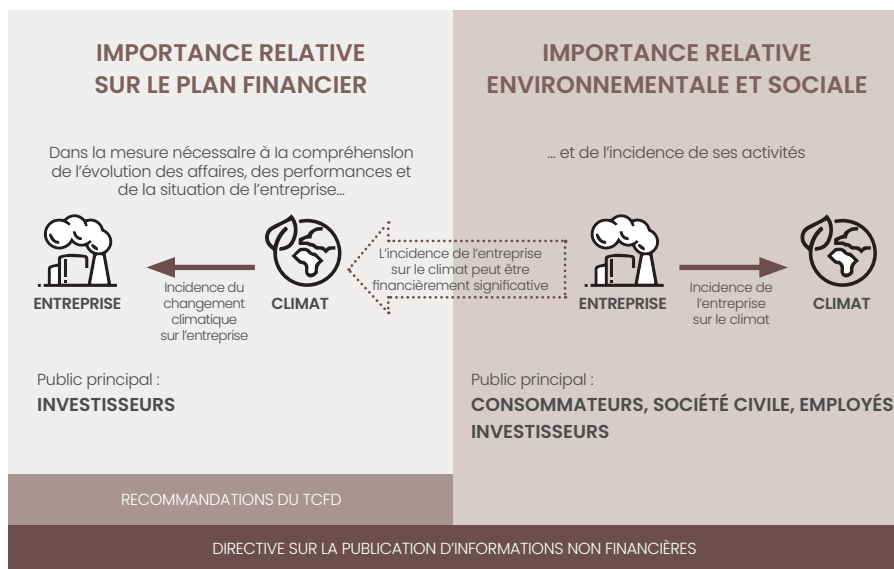 IMPORTANCE RELATIVE
SUR LE PLAN FINANCIER
Dans la mesure nécessalre à la compréhenslon
de l'évolution des affaires, des performances et
de la situation de l'entreprise...
ENTREPRISE
Incidence du
changement
climatique
sur l'entreprise
CLIMAT
Public principal :
INVESTISSEURS
RECOMMANDATIONS DU TCFD
L'incidence de l'entreprise
sur le climat peut être
financièrement significative
IMPORTANCE RELATIVE
ENVIRONNEMENTALE ET SOCIALE
... et de l'incidence de ses activités
ENTREPRISE
Incidence de
l'entreprise
sur le climat
CLIMAT
Public principal :
CONSOMMATEURS, SOCIÉTÉ CIVILE, EMPLOYÉS
INVESTISSEURS
DIRECTIVE SUR LA PUBLICATION D'INFORMATIONS NON FINANCIÈRES